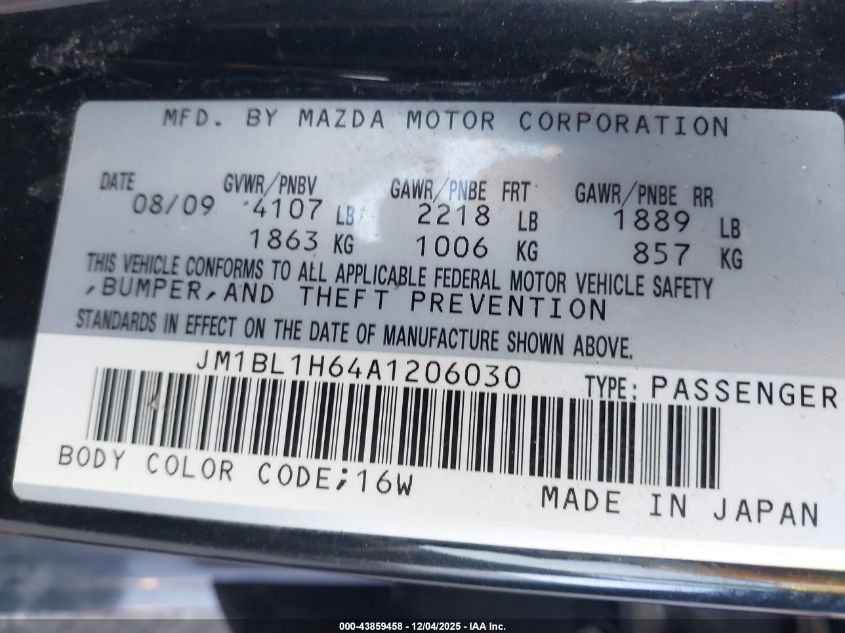 MFD. BY MAZDA MOTOR CORPORATION
DATE GVWR/PNBV GAWR/PNBE FRT GAWR/PNBE RR
08/09 4107 LB 2218 LB 1889 LB
1863 KG 1006 KG 857 KG
THIS VEHICLE CONFORMS TO ALL APPLICABLE FEDERAL MOTOR VEHICLE SAFETY
,BUMPER,AND THEFT PREVENTION
STANDARDS IN EFFECT ON THE DATE OF MANUFACTURE SHOWN ABOVE.
JM1BL1H64A1206030 TYPE: PASSENGER
BODY COLOR CODE;16W
MADE IN JAPAN
000-43859458 - 12/04/2025 - IAA Inc.